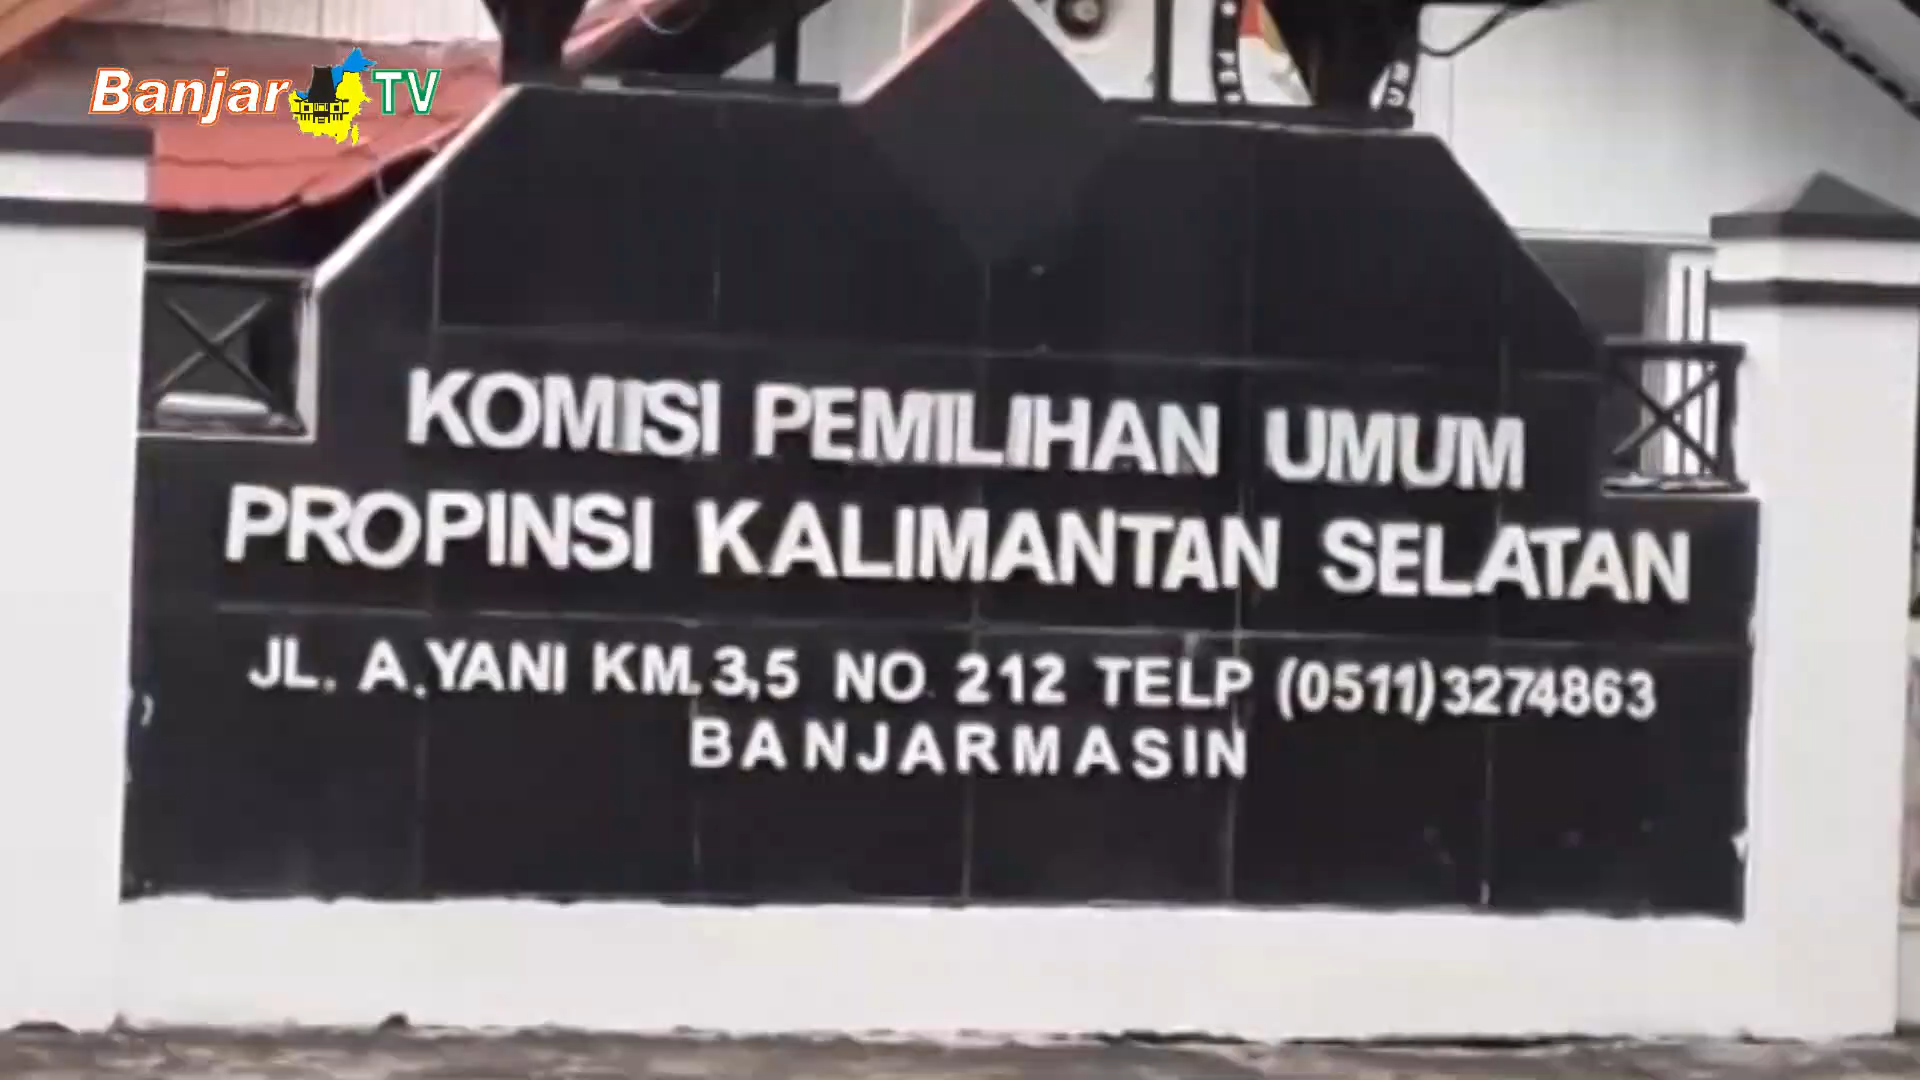 Banjar TV
KOMISI PEMILIHAN UMUM
PROPINSI KALIMANTAN SELATAN
JL. A.YANI KM.3,5 NO. 212 TELP (0511)3274863
BANJARMASIN